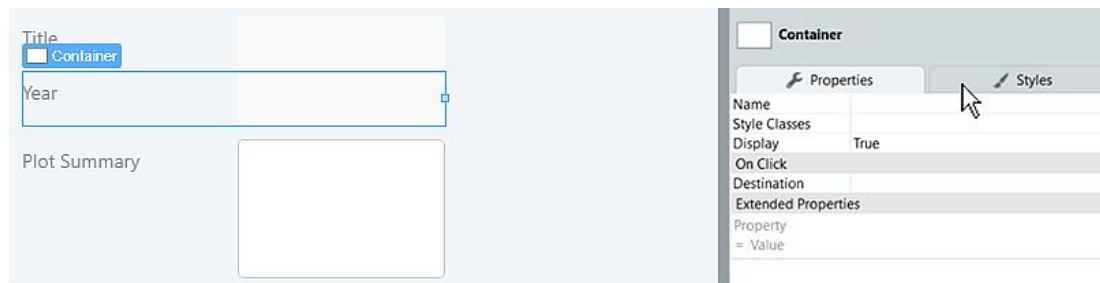 Title
Container
Year
Plot Summary
Container
Properties
Styles
Name
Style Classes
Display True
On Click
Destination
Extended Properties
Property
= Value